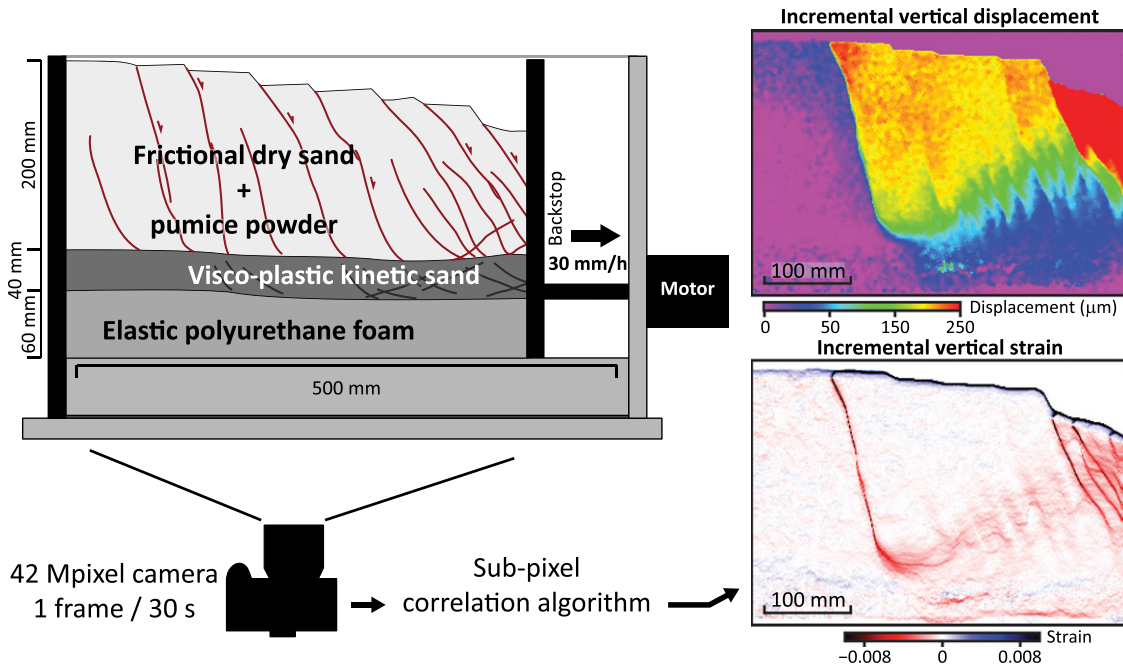 Incremental vertical displacement
200 mm
40 mm
60 mm
Frictional dry sand
+
pumice powder
Visco-plastic kinetic sand
Elastic polyurethane foam
500 mm
Backstop
30 mm/h
Motor
100 mm
0 50 150 250
Displacement (μm)
Incremental vertical strain
100 mm
Strain
−0.008 0 0.008
42 Mpixel camera
1 frame / 30 s
Sub-pixel
correlation algorithm